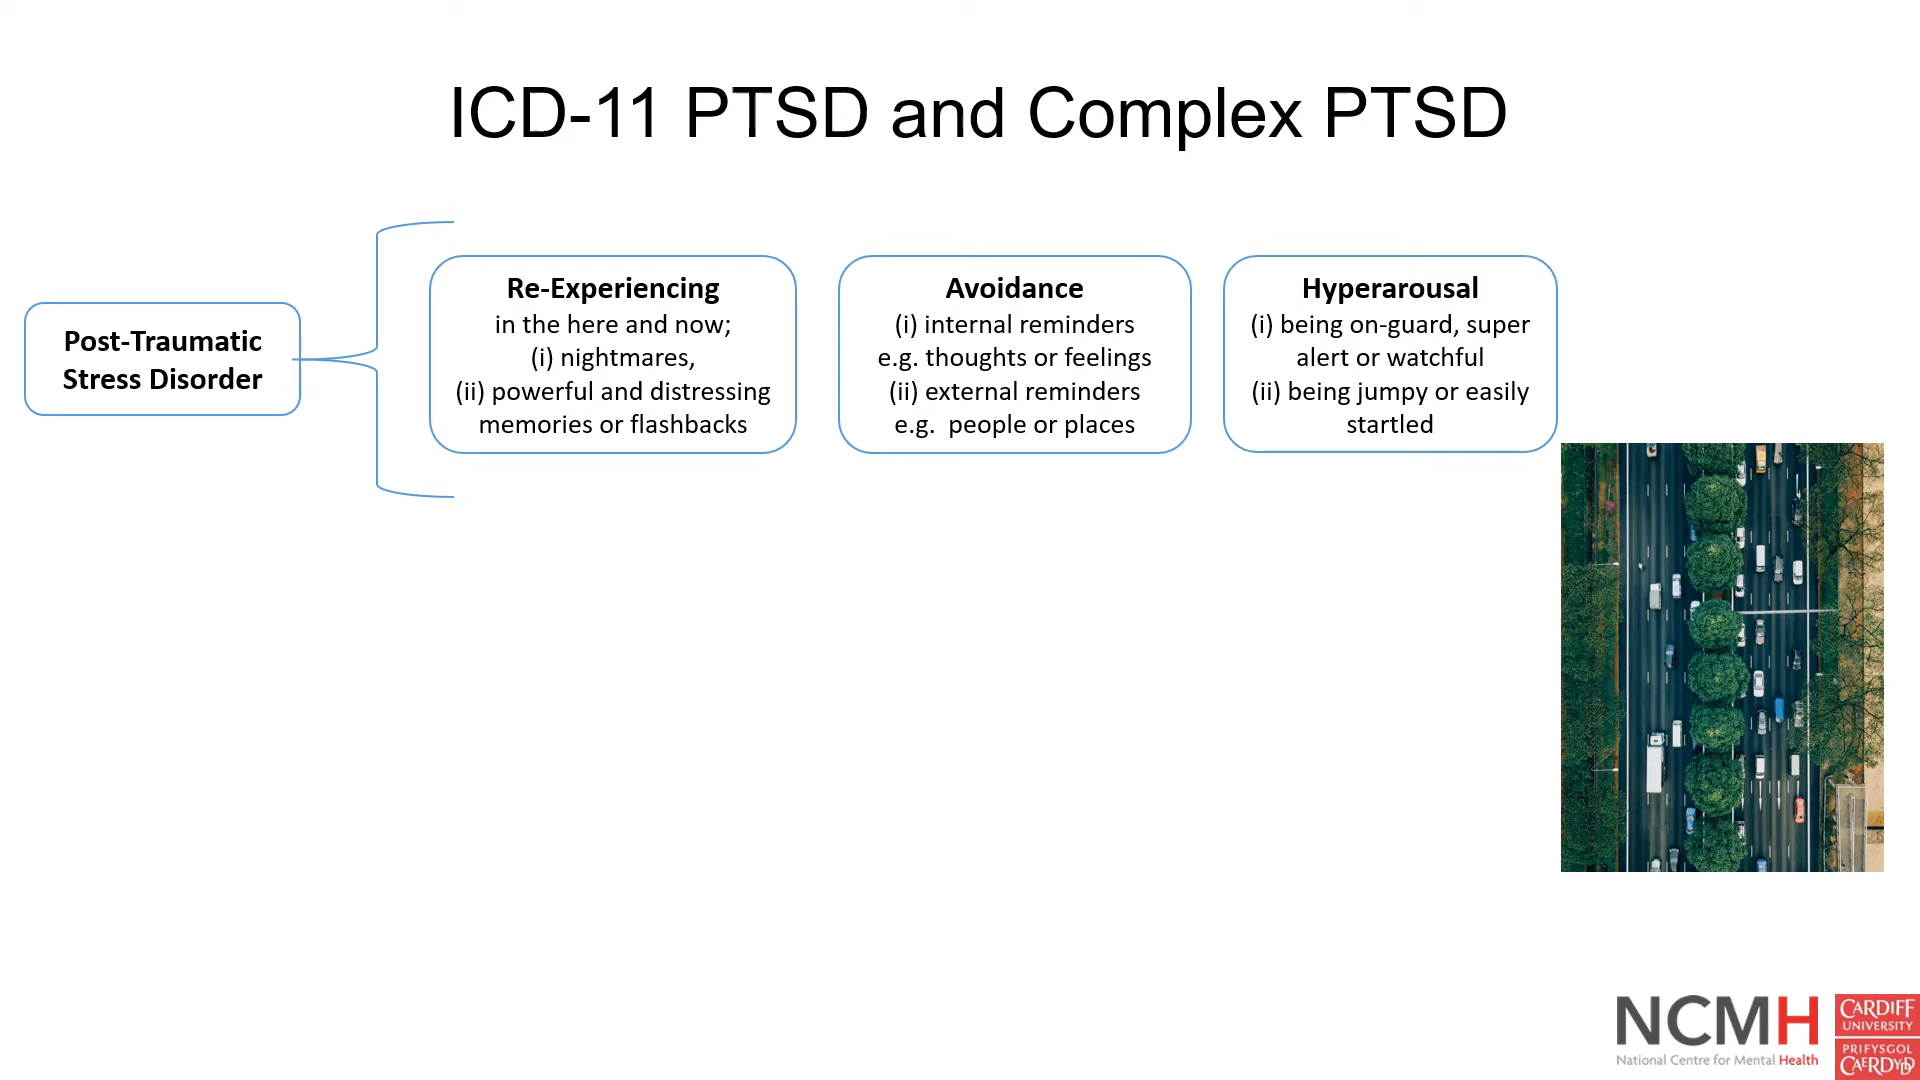 ICD-11 PTSD and Complex PTSD
Post-Traumatic
Stress Disorder
Re-Experiencing
in the here and now;
(i) nightmares,
(ii) powerful and distressing
memories or flashbacks
Avoidance
(i) internal reminders
e.g. thoughts or feelings
(ii) external reminders
e.g.  people or places
Hyperarousal
(i) being on-guard, super
alert or watchful
(ii) being jumpy or easily
startled
NCMH
National Centre for Mental Health
CARDIFF
UNIVERSITY
PRIFYSGOL
CAERDYDD